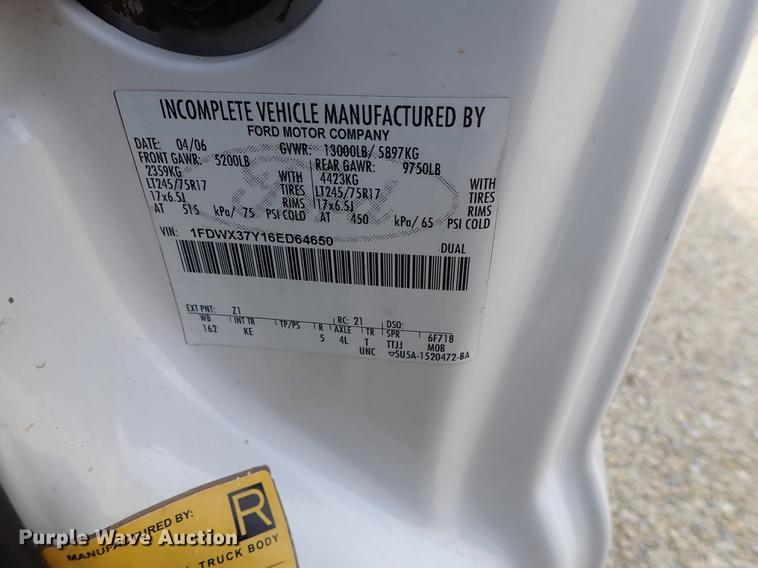 INCOMPLETE VEHICLE MANUFACTURED BY
FORD MOTOR COMPANY
DATE: 04/06 GVWR: 13000LB/ 5897KG
FRONT GAWR: 5200LB REAR GAWR: 9750LB
2359KG WITH 4423KG WITH
LT245/75R17 TIRES LT245/75R17 TIRES
17x6.5J RIMS 17x6.5J RIMS
AT 515 kPa/ 75 PSI COLD AT 450 kPa/ 65 PSI COLD
VIN: 1FDWX37Y16ED64650 DUAL
EXT PNT: Z1 RC: 21 DSO:
WB INT TR TP/PS R AXLE TR SPR 6F718
162 KE 5 4L T TTJJ MOB
UNC 5U5A-1520472-BA
R
MANUFACTURED BY:
TRUCK BODY
Purple Wave Auction